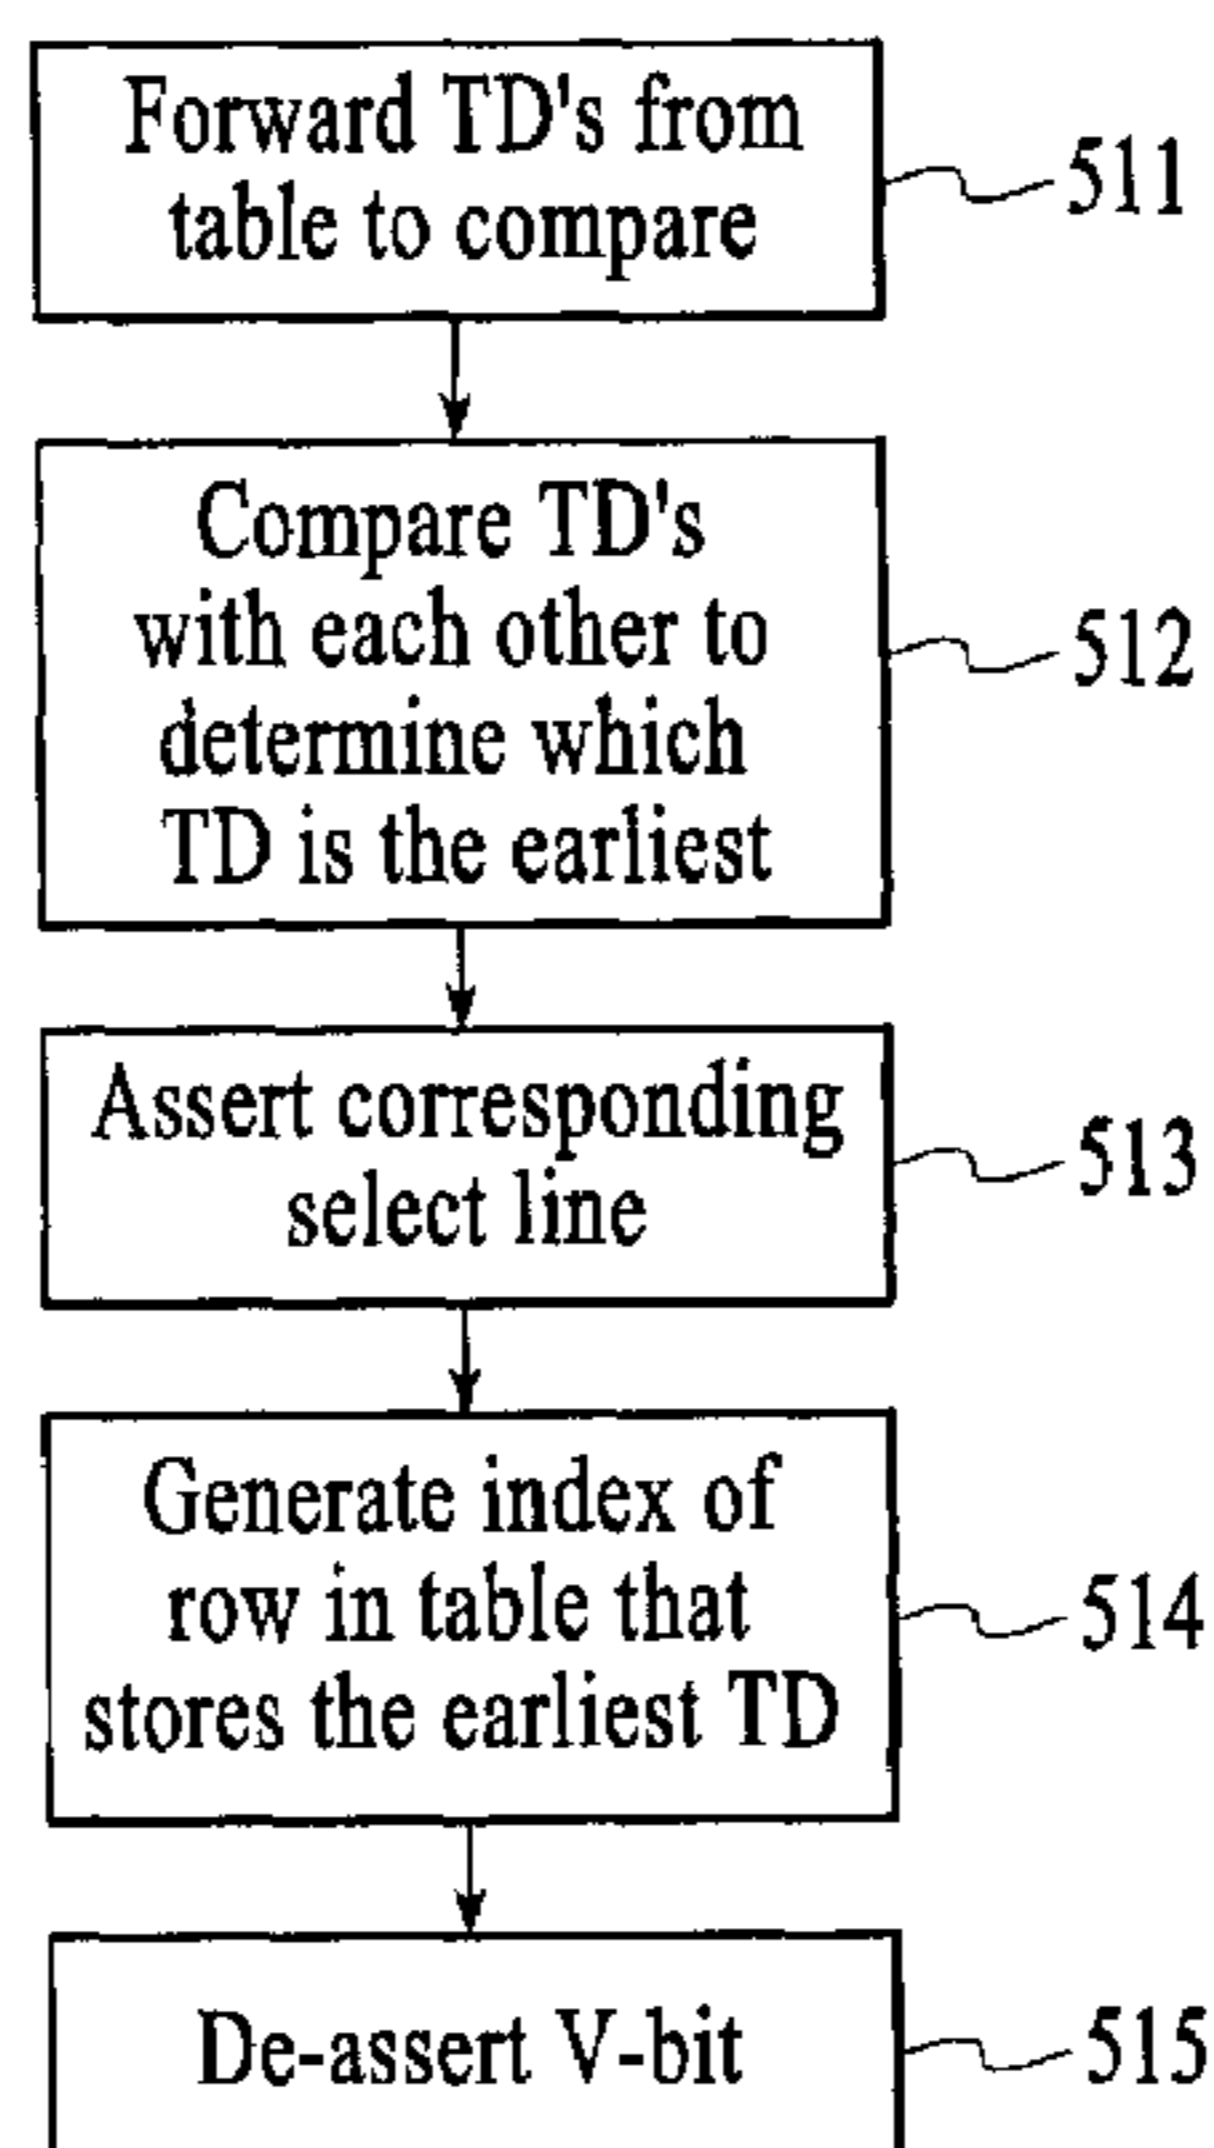 Forward TD's from
table to compare
511
Compare TD's
with each other to
determine which
TD is the earliest
512
Assert corresponding
select line
513
Generate index of
row in table that
stores the earliest TD
514
De-assert V-bit
515